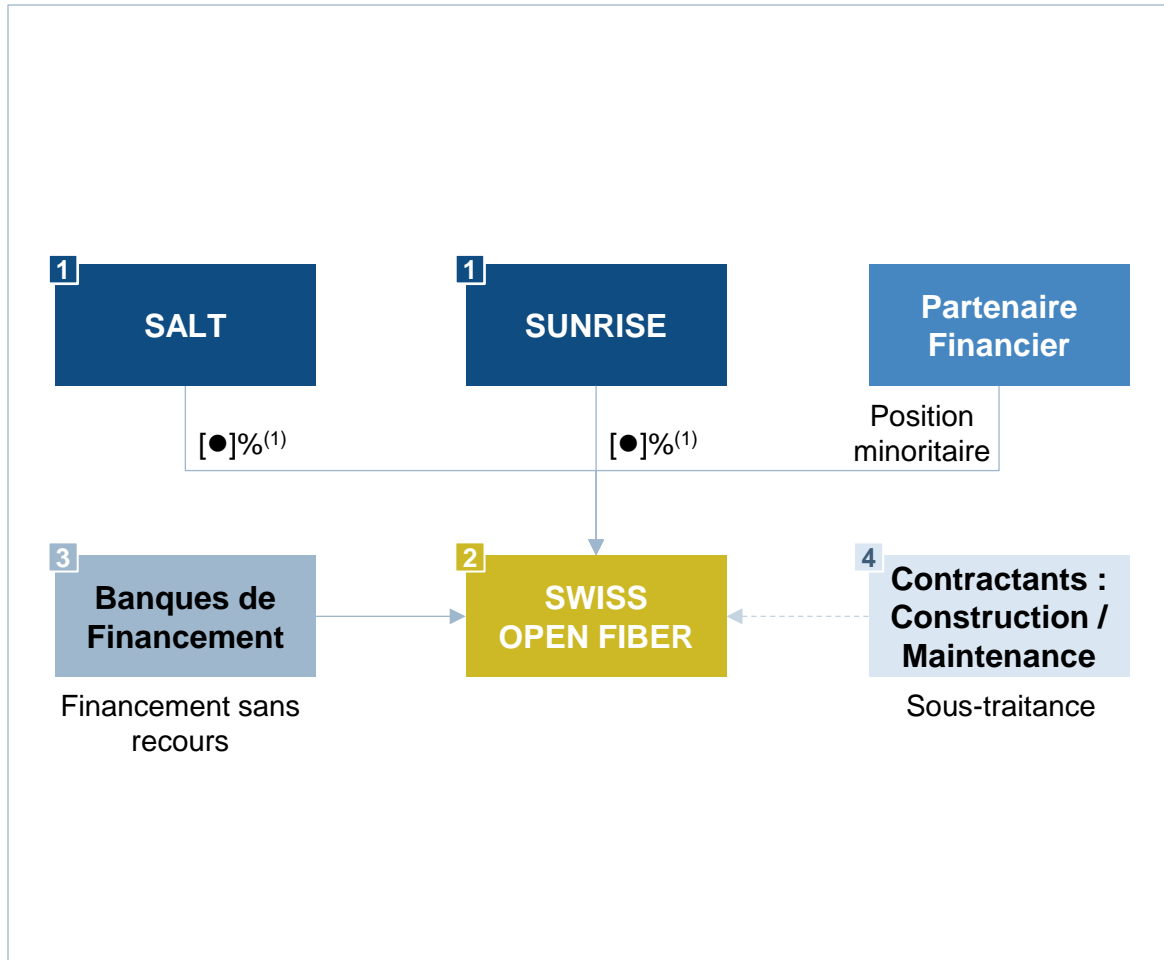 1
SALT
1
SUNRISE
Partenaire
Financier
[●]%(1)
[●]%(1)
Position
minoritaire
3
Banques de
Financement
Financement sans
recours
2
SWISS
OPEN FIBER
4
Contractants :
Construction /
Maintenance
Sous-traitance